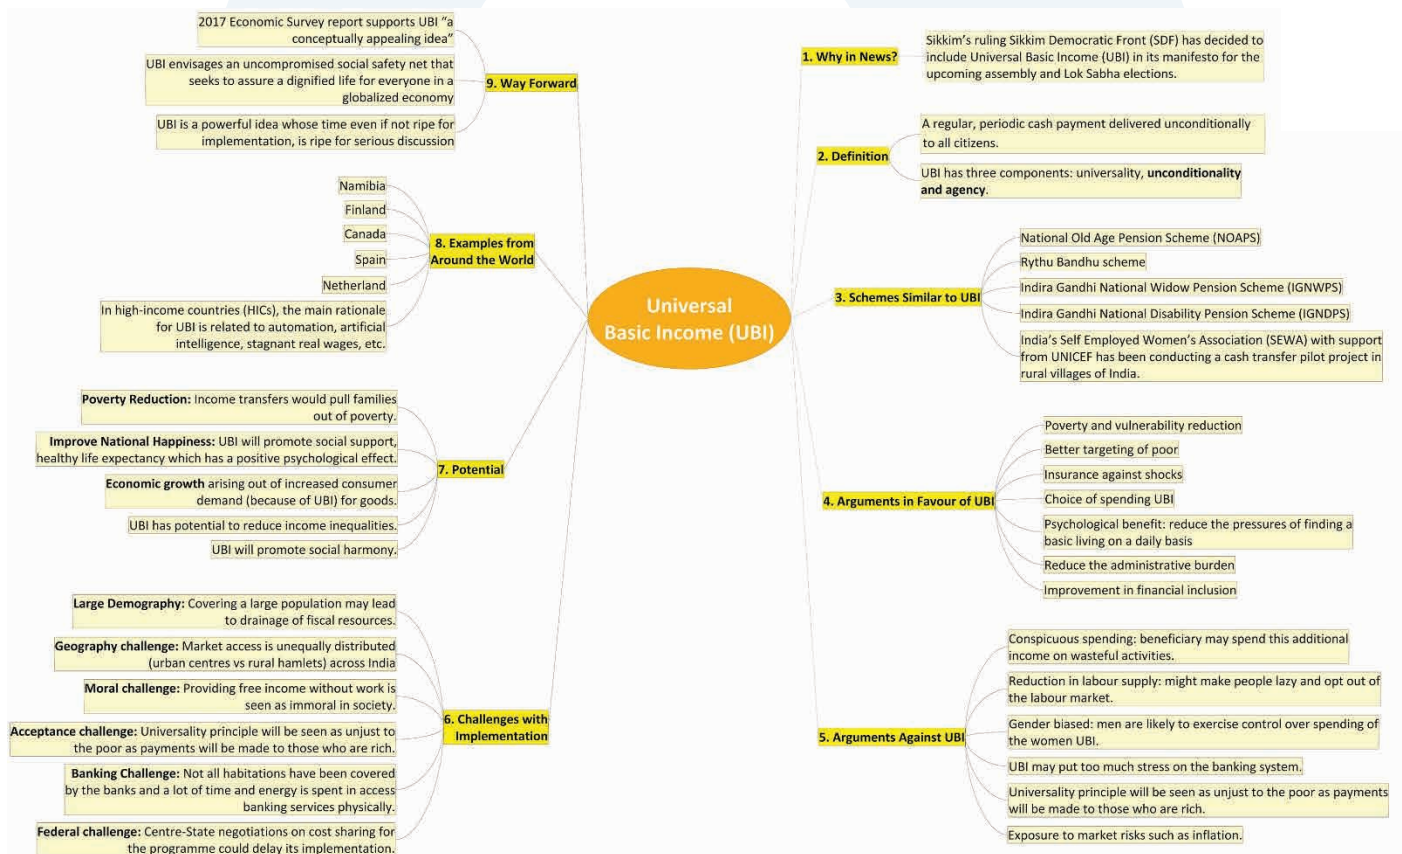 Universal
Basic Income (UBI)
1. Why in News?
Sikkim's ruling Sikkim Democratic Front (SDF) has decided to
include Universal Basic Income (UBI) in its manifesto for the
upcoming assembly and Lok Sabha elections.
2. Definition
A regular, periodic cash payment delivered unconditionally
to all citizens.
UBI has three components: universality, unconditionality
and agency.
3. Schemes Similar to UBI
National Old Age Pension Scheme (NOAPS)
Rythu Bandhu scheme
Indira Gandhi National Widow Pension Scheme (IGNWPS)
Indira Gandhi National Disability Pension Scheme (IGNDPS)
India's Self Employed Women's Association (SEWA) with support
from UNICEF has been conducting a cash transfer pilot project in
rural villages of India.
4. Arguments in Favour of UBI
Poverty and vulnerability reduction
Better targeting of poor
Insurance against shocks
Choice of spending UBI
Psychological benefit: reduce the pressures of finding a
basic living on a daily basis
Reduce the administrative burden
Improvement in financial inclusion
5. Arguments Against UBI
Conspicuous spending: beneficiary may spend this additional
income on wasteful activities.
Reduction in labour supply: might make people lazy and opt out of
the labour market.
Gender biased: men are likely to exercise control over spending of
the women UBI.
UBI may put too much stress on the banking system.
Universality principle will be seen as unjust to the poor as payments
will be made to those who are rich.
Exposure to market risks such as inflation.
6. Challenges with
Implementation
Large Demography: Covering a large population may lead
to drainage of fiscal resources.
Geography challenge: Market access is unequally distributed
(urban centres vs rural hamlets) across India
Moral challenge: Providing free income without work is
seen as immoral in society.
Acceptance challenge: Universality principle will be seen as unjust to
the poor as payments will be made to those who are rich.
Banking Challenge: Not all habitations have been covered
by the banks and a lot of time and energy is spent in access
banking services physically.
Federal challenge: Centre-State negotiations on cost sharing for
the programme could delay its implementation.
7. Potential
Poverty Reduction: Income transfers would pull families
out of poverty.
Improve National Happiness: UBI will promote social support,
healthy life expectancy which has a positive psychological effect.
Economic growth arising out of increased consumer
demand (because of UBI) for goods.
UBI has potential to reduce income inequalities.
UBI will promote social harmony.
8. Examples from
Around the World
Namibia
Finland
Canada
Spain
Netherland
In high-income countries (HICs), the main rationale
for UBI is related to automation, artificial
intelligence, stagnant real wages, etc.
9. Way Forward
2017 Economic Survey report supports UBI "a
conceptually appealing idea"
UBI envisages an uncompromised social safety net that
seeks to assure a dignified life for everyone in a
globalized economy
UBI is a powerful idea whose time even if not ripe for
implementation, is ripe for serious discussion